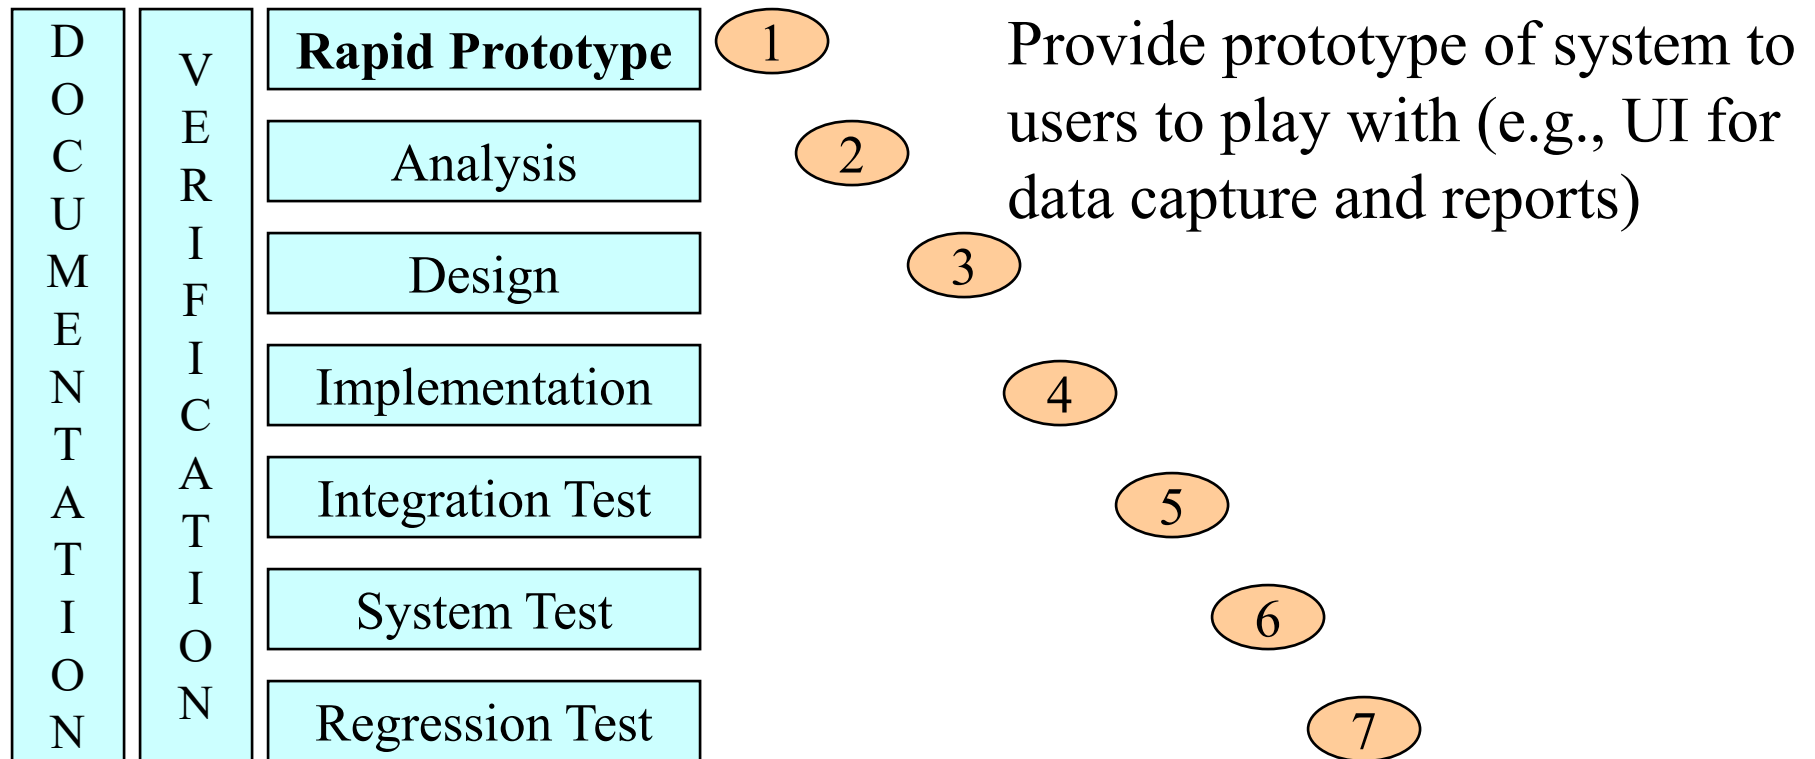 DOCUMENTATION
VERIFICATION
Rapid Prototype
1
Provide prototype of system to
users to play with (e.g., UI for
data capture and reports)
Analysis
2
Design
3
Implementation
4
Integration Test
5
System Test
6
Regression Test
7